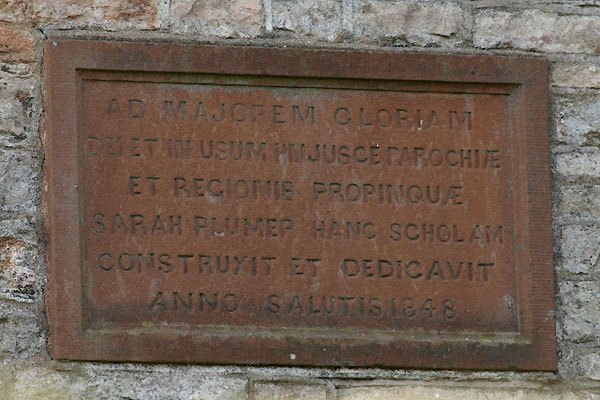 AD MAJOREM GLORIAM
DEI ET IN USUM HUJUSCE PAROCHIÆ
ET REGIONIS PROPINQUÆ
SARAH PLUMER HANC SCHOLAM
CONSTRUXIT ET DEDICAVIT
ANNO SALUTIS 1848